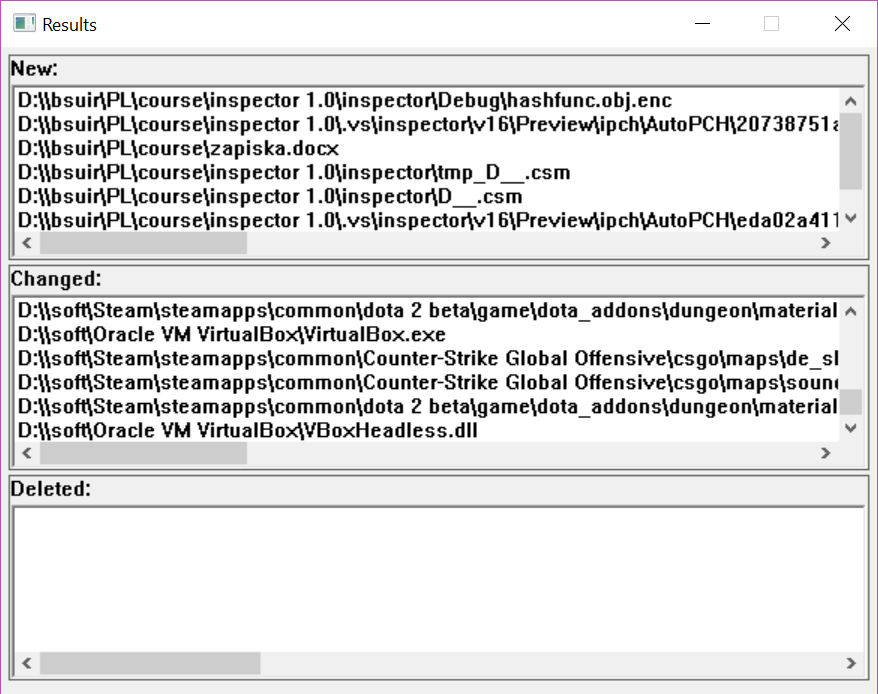 Results
New:
D:\\bsuir\PL\course\inspector 1.0\inspector\Debug\hashfunc.obj.enc
D:\\bsuir\PL\course\inspector 1.0\.vs\inspector\v16\Preview\ipch\AutoPCH\20738751a
D:\\bsuir\PL\course\zapiska.docx
D:\\bsuir\PL\course\inspector 1.0\inspector\tmp_D__.csm
D:\\bsuir\PL\course\inspector 1.0\inspector\D__.csm
D:\\bsuir\PL\course\inspector 1.0\.vs\inspector\v16\Preview\ipch\AutoPCH\eda02a411
Changed:
D:\\soft\Steam\steamapps\common\dota 2 beta\game\dota_addons\dungeon\material
D:\\soft\Oracle VM VirtualBox\VirtualBox.exe
D:\\soft\Steam\steamapps\common\Counter-Strike Global Offensive\csgo\maps\de_sl
D:\\soft\Steam\steamapps\common\Counter-Strike Global Offensive\csgo\maps\soun
D:\\soft\Steam\steamapps\common\dota 2 beta\game\dota_addons\dungeon\material
D:\\soft\Oracle VM VirtualBox\VBoxHeadless.dll
Deleted: